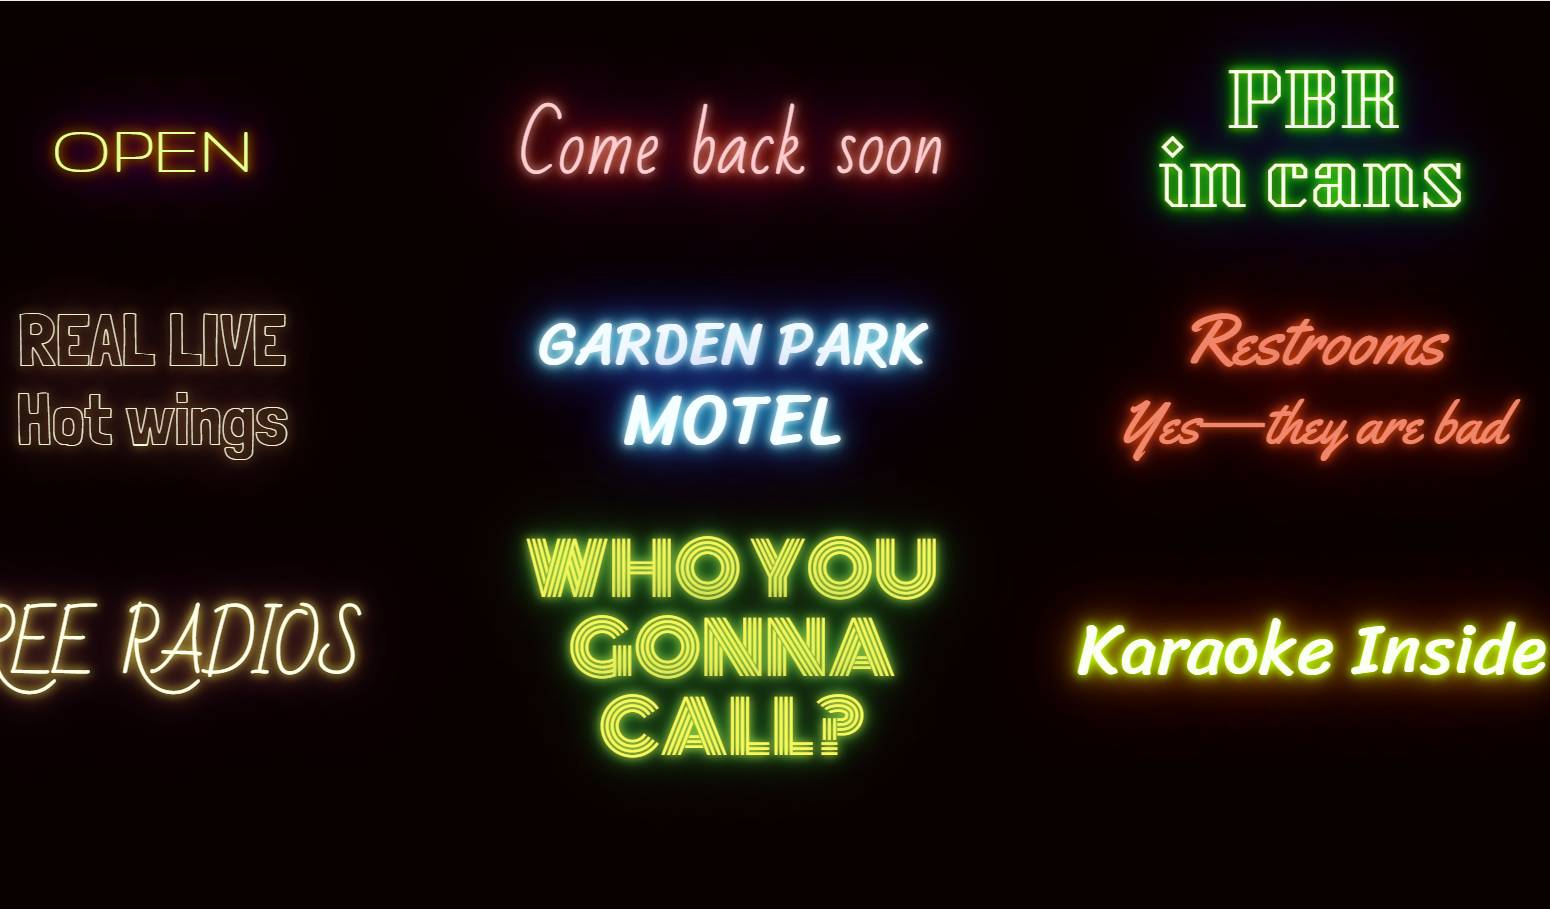 OPEN
Come back soon
PBR
in cans
REAL LIVE
Hot wings
GARDEN PARK
MOTEL
Restrooms
Yes—they are bad
REE RADIOS
WHO YOU
GONNA
CALL?
Karaoke Inside